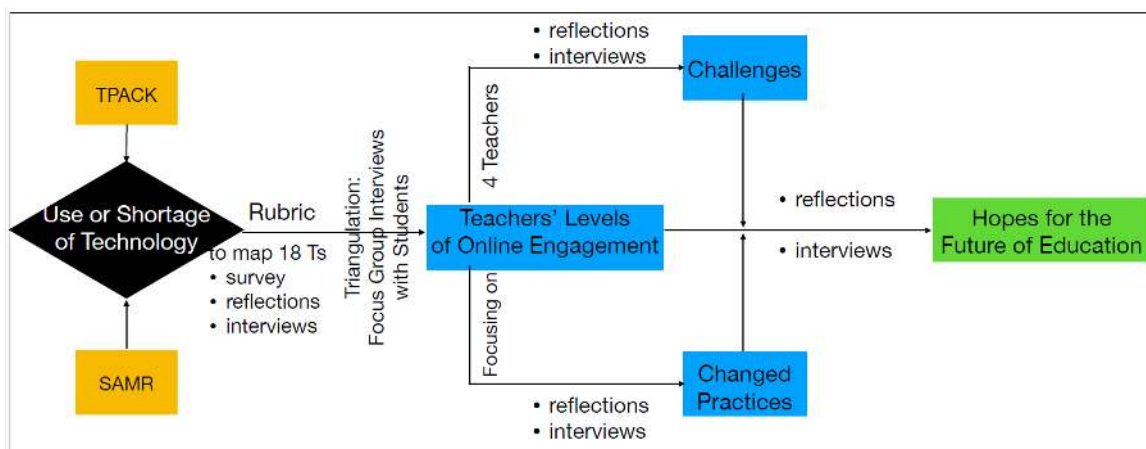 TPACK
Use or Shortage
of Technology
SAMR
Rubric
to map 18 Ts
• survey
• reflections
• interviews
Triangulation:
Focus Group Interviews
with Students
Teachers' Levels
of Online Engagement
4 Teachers
Focusing on
• reflections
• interviews
Challenges
• reflections
• interviews
Changed
Practices
• reflections
• interviews
Hopes for the
Future of Education